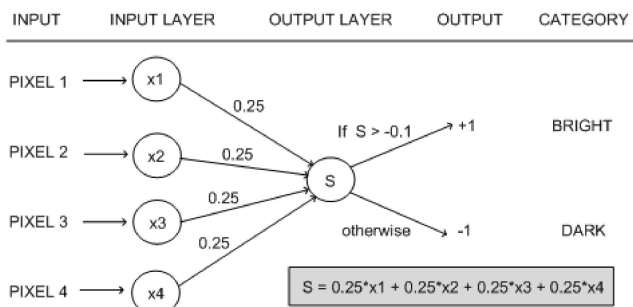 INPUT INPUT LAYER OUTPUT LAYER OUTPUT CATEGORY
PIXEL 1 x1
0.25
If S > -0.1 +1 BRIGHT
PIXEL 2 x2 0.25
S
0.25
PIXEL 3 x3
otherwise -1 DARK
0.25
PIXEL 4 x4
S = 0.25*x1 + 0.25*x2 + 0.25*x3 + 0.25*x4